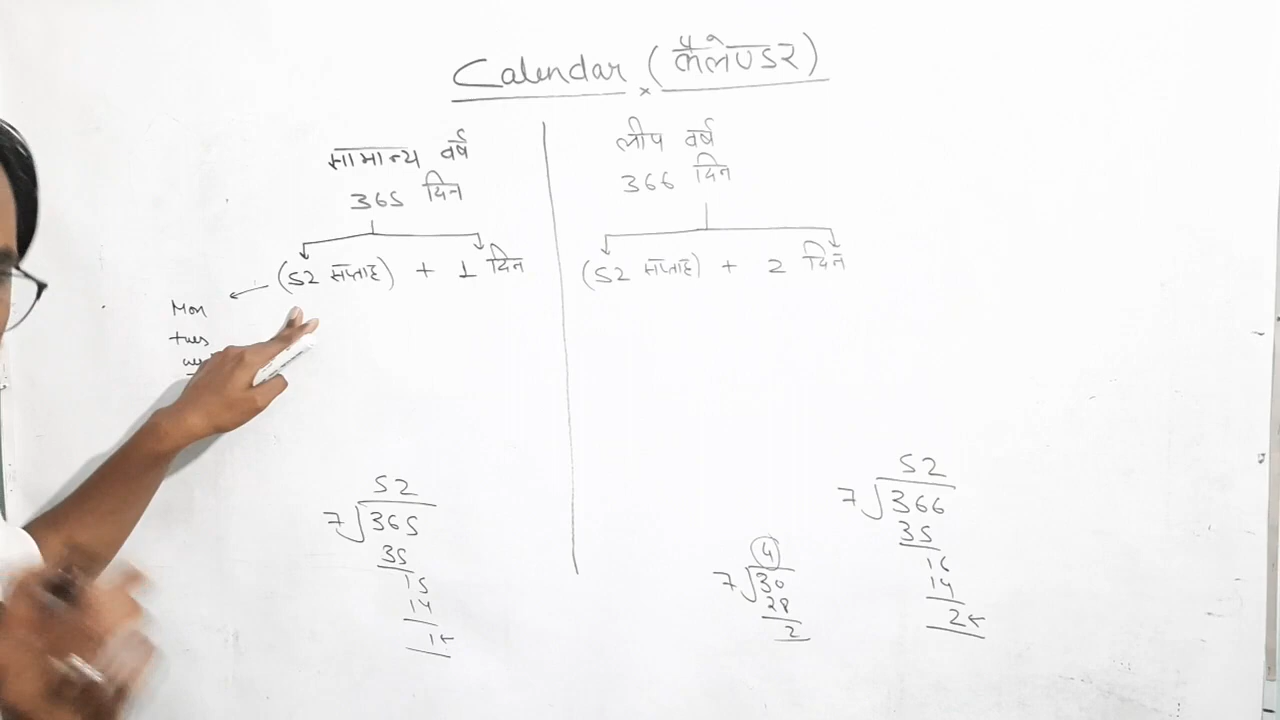 Calendar (कैलेण्डर)
सामान्य वर्ष
365 दिन
(52 सप्ताह) + 1 दिन
Mon
tues
लीप वर्ष
366 दिन
(52 सप्ताह) + 2 दिन
52
7 365
35
15
14
1
4
7 30
28
2
52
7 366
35
16
14
2